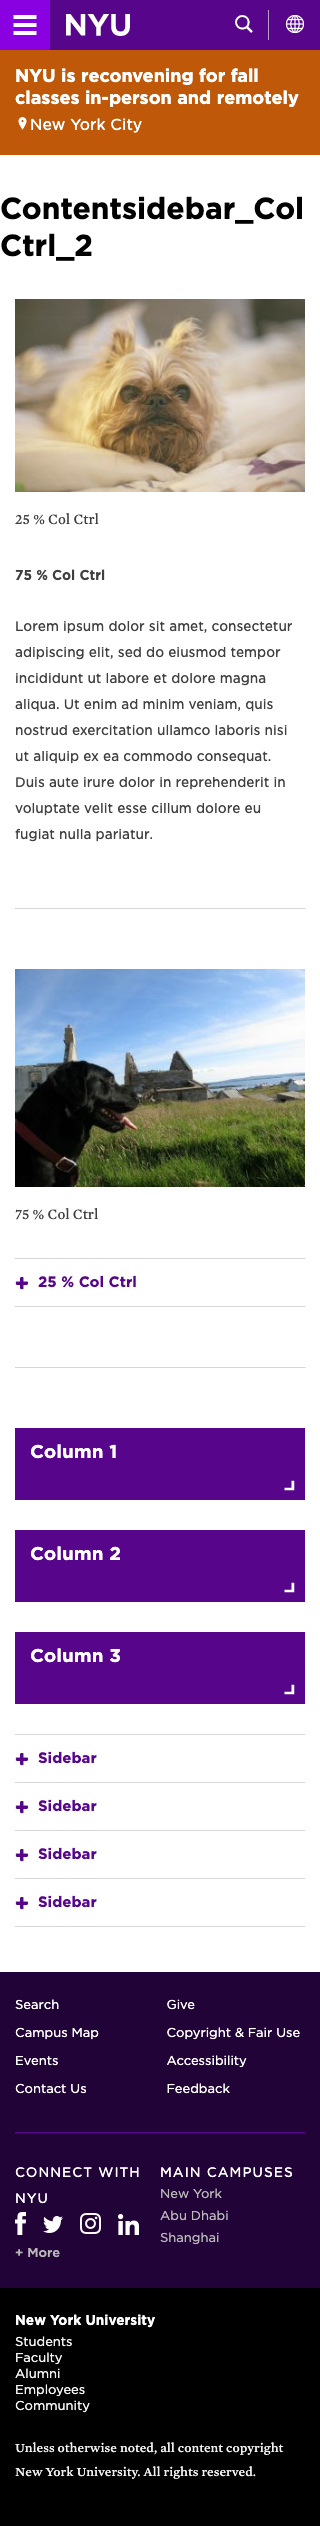 NYU
NYU is reconvening for fall
classes in-person and remotely
New York City
Contentsidebar_Col
Ctrl_2
25 % Col Ctrl
75 % Col Ctrl
Lorem ipsum dolor sit amet, consectetur
adipiscing elit, sed do eiusmod tempor
incididunt ut labore et dolore magna
aliqua. Ut enim ad minim veniam, quis
nostrud exercitation ullamco laboris nisi
ut aliquip ex ea commodo consequat.
Duis aute irure dolor in reprehenderit in
voluptate velit esse cillum dolore eu
fugiat nulla pariatur.
75 % Col Ctrl
+ 25 % Col Ctrl
Column 1
Column 2
Column 3
+ Sidebar
+ Sidebar
+ Sidebar
+ Sidebar
Search
Campus Map
Events
Contact Us
Give
Copyright & Fair Use
Accessibility
Feedback
CONNECT WITH
NYU
+ More
MAIN CAMPUSES
New York
Abu Dhabi
Shanghai
New York University
Students
Faculty
Alumni
Employees
Community
Unless otherwise noted, all content copyright
New York University. All rights reserved.